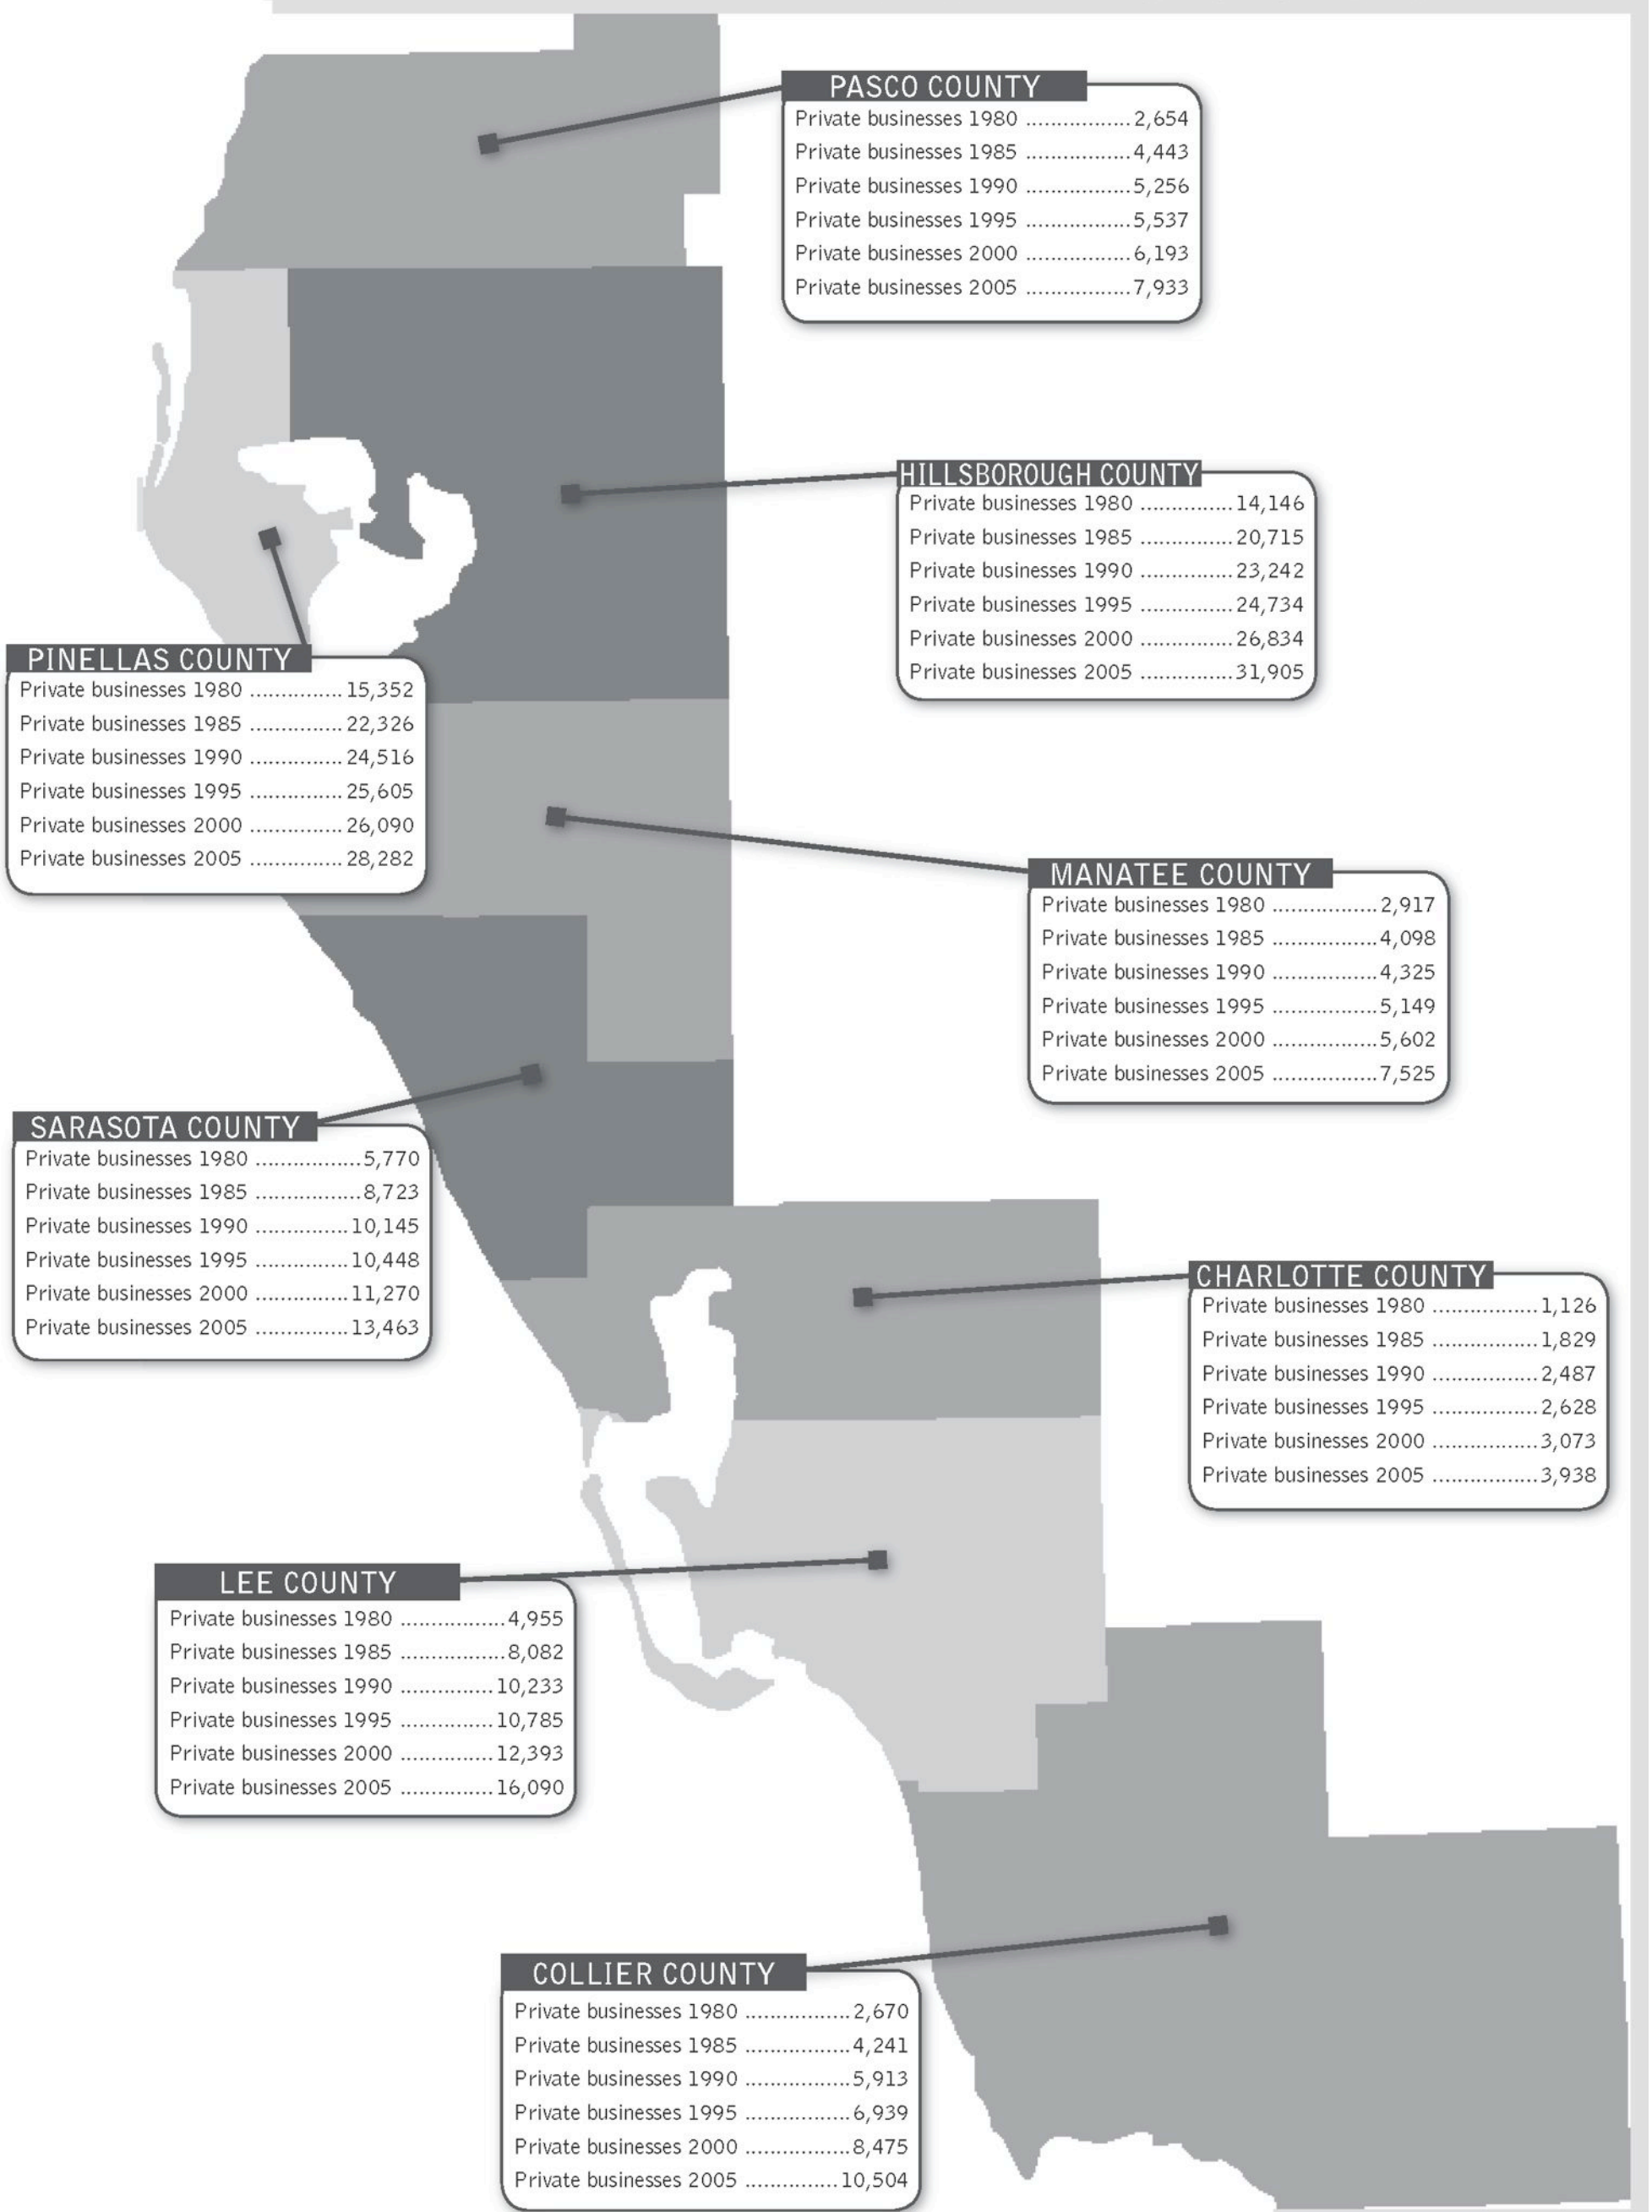 PASCO COUNTY
Private businesses 1980 .................2,654
Private businesses 1985 .................4,443
Private businesses 1990 .................5,256
Private businesses 1995 .................5,537
Private businesses 2000 .................6,193
Private businesses 2005 .................7,933
HILLSBOROUGH COUNTY
Private businesses 1980 ...............14,146
Private businesses 1985 ...............20,715
Private businesses 1990 ...............23,242
Private businesses 1995 ...............24,734
Private businesses 2000 ...............26,834
Private businesses 2005 ...............31,905
PINELLAS COUNTY
Private businesses 1980 ...............15,352
Private businesses 1985 ...............22,326
Private businesses 1990 ...............24,516
Private businesses 1995 ...............25,605
Private businesses 2000 ...............26,090
Private businesses 2005 ...............28,282
MANATEE COUNTY
Private businesses 1980 .................2,917
Private businesses 1985 .................4,098
Private businesses 1990 .................4,325
Private businesses 1995 .................5,149
Private businesses 2000 .................5,602
Private businesses 2005 .................7,525
SARASOTA COUNTY
Private businesses 1980 .................5,770
Private businesses 1985 .................8,723
Private businesses 1990 ...............10,145
Private businesses 1995 ...............10,448
Private businesses 2000 ...............11,270
Private businesses 2005 ...............13,463
CHARLOTTE COUNTY
Private businesses 1980 .................1,126
Private businesses 1985 .................1,829
Private businesses 1990 .................2,487
Private businesses 1995 .................2,628
Private businesses 2000 .................3,073
Private businesses 2005 .................3,938
LEE COUNTY
Private businesses 1980 .................4,955
Private businesses 1985 .................8,082
Private businesses 1990 ...............10,233
Private businesses 1995 ...............10,785
Private businesses 2000 ...............12,393
Private businesses 2005 ...............16,090
COLLIER COUNTY
Private businesses 1980 .................2,670
Private businesses 1985 .................4,241
Private businesses 1990 .................5,913
Private businesses 1995 .................6,939
Private businesses 2000 .................8,475
Private businesses 2005 ...............10,504